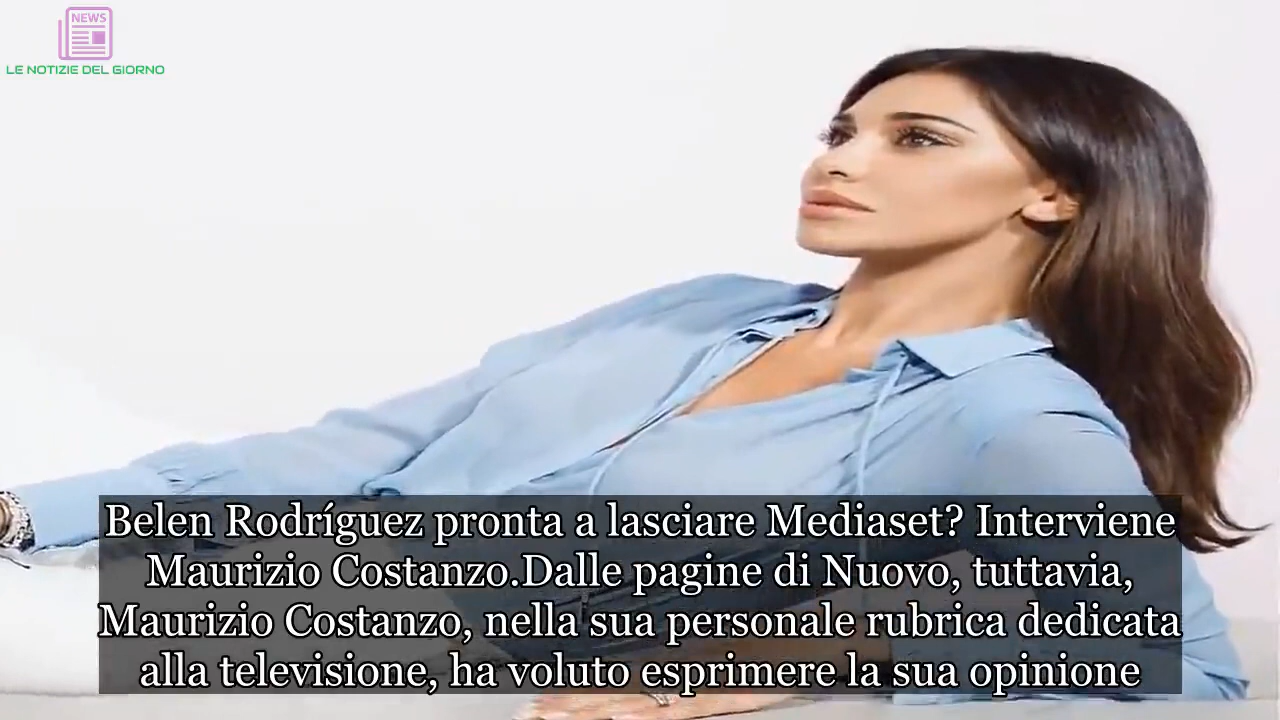 NEWS
LE NOTIZIE DEL GIORNO
Belen Rodríguez pronta a lasciare Mediaset? Interviene
Maurizio Costanzo.Dalle pagine di Nuovo, tuttavia,
Maurizio Costanzo, nella sua personale rubrica dedicata
alla televisione, ha voluto esprimere la sua opinione